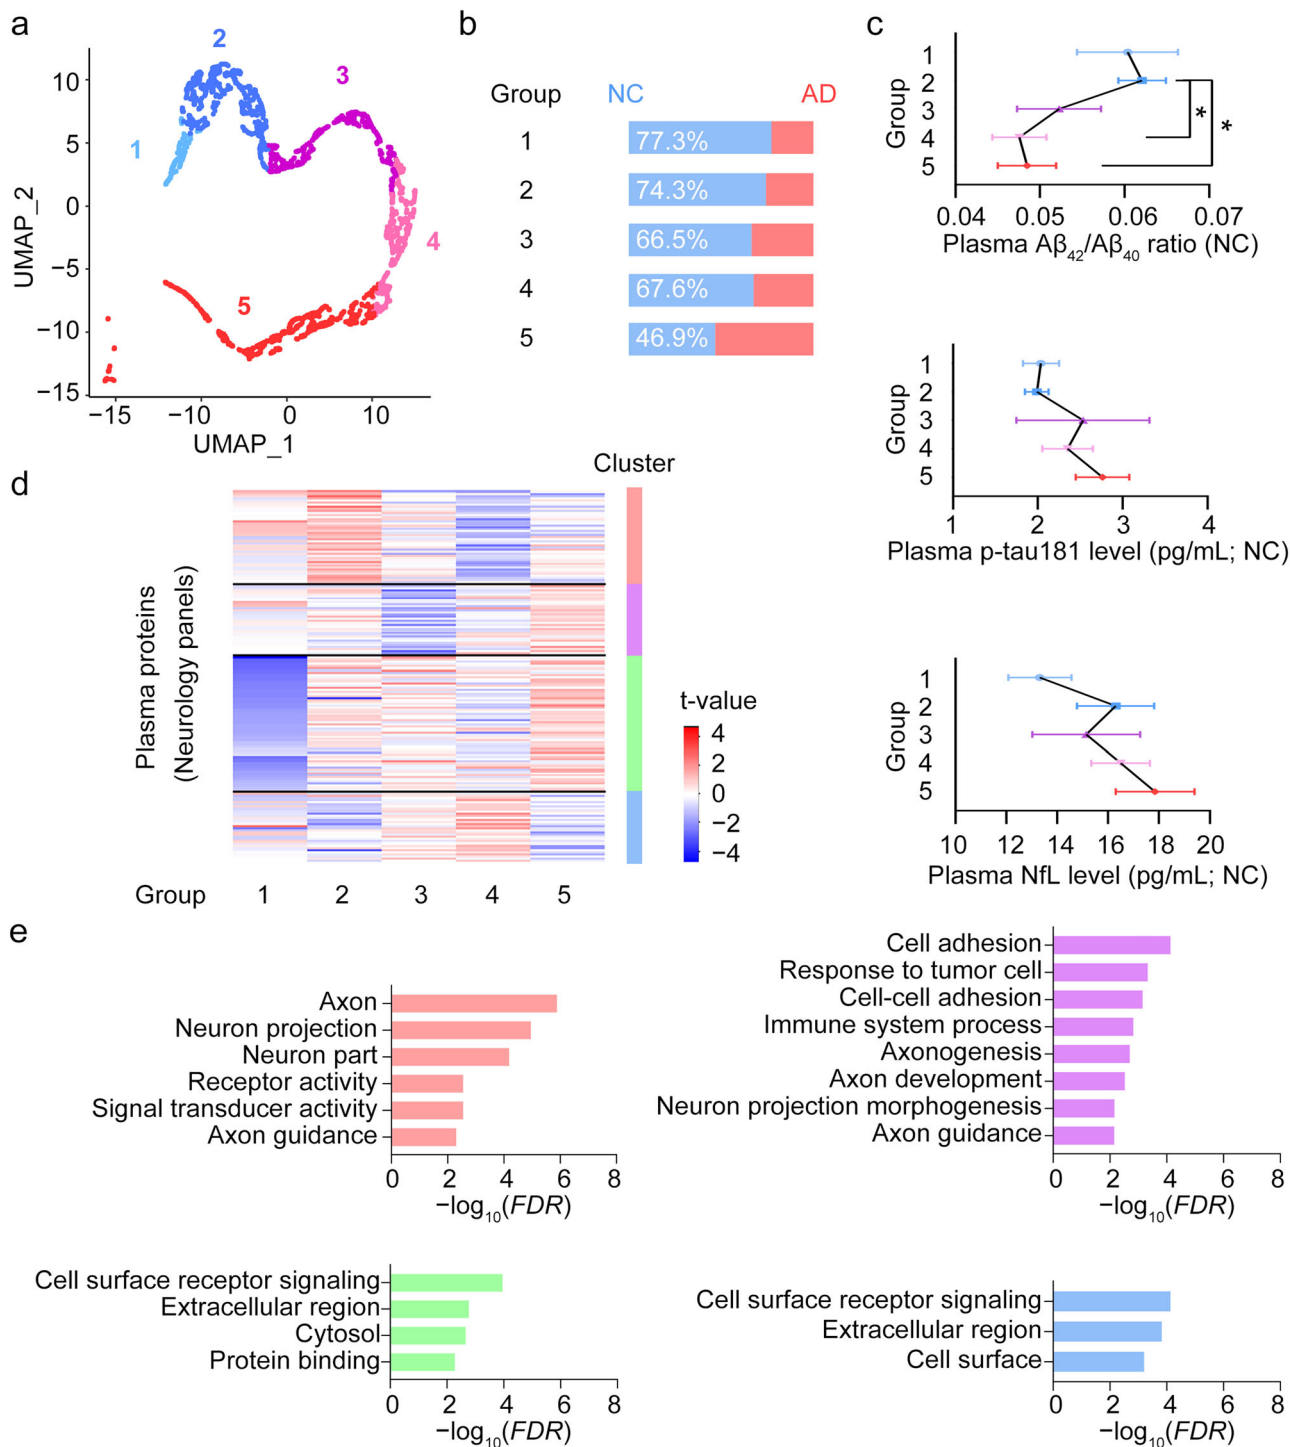 a
2
3
1
4
5
10
5
0
−5
−10
−15
UMAP_2
−15
−10
0
10
UMAP_1
b
Group
NC
AD
1
77.3%
2
74.3%
3
66.5%
4
67.6%
5
46.9%
c
Group
1
2
3
4
5
*
*
0.04
0.05
0.06
0.07
Plasma Aβ42/Aβ40 ratio (NC)
Group
1
2
3
4
5
1
2
3
4
Plasma p-tau181 level (pg/mL; NC)
Group
1
2
3
4
5
10
12
14
16
18
20
Plasma NfL level (pg/mL; NC)
d
Cluster
Plasma proteins
(Neurology panels)
t-value
4
2
0
−2
−4
Group
1
2
3
4
5
e
Axon
Neuron projection
Neuron part
Receptor activity
Signal transducer activity
Axon guidance
0
2
4
6
8
−log10(FDR)
Cell adhesion
Response to tumor cell
Cell-cell adhesion
Immune system process
Axonogenesis
Axon development
Neuron projection morphogenesis
Axon guidance
0
2
4
6
8
−log10(FDR)
Cell surface receptor signaling
Extracellular region
Cytosol
Protein binding
0
2
4
6
8
−log10(FDR)
Cell surface receptor signaling
Extracellular region
Cell surface
0
2
4
6
8
−log10(FDR)